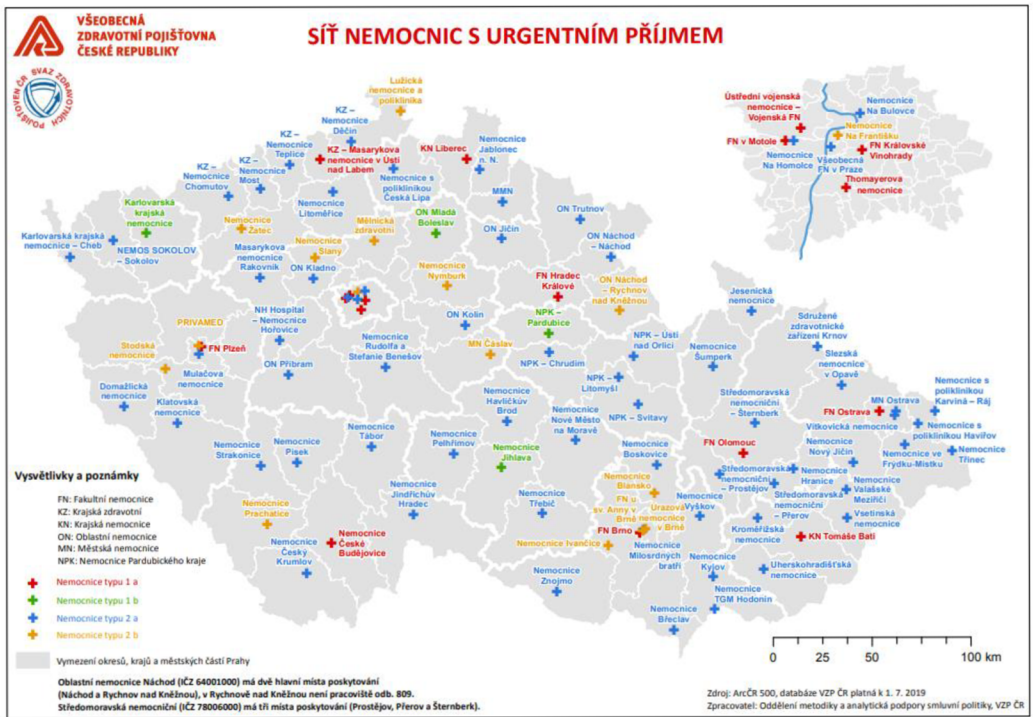 VŠEOBECNÁ
ZDRAVOTNÍ POJIŠŤOVNA
ČESKÉ REPUBLIKY
SVAZ ZDRAVOTNÍCH
POJIŠŤOVEN ČR
SÍŤ NEMOCNIC S URGENTNÍM PŘÍJMEM
Lužická nemocnice a
poliklinika
KZ –
Nemocnice
Děčín
KZ –
Nemocnice
Teplice
KZ – Masarykova
nemocnice v Ústí
nad Labem
KN Liberec
Nemocnice
Jablonec
n. N.
KZ –
Nemocnice
Chomutov
KZ –
Nemocnice
Most
Nemocnice s
poliklinikou
Česká Lípa
Nemocnice
Litoměřice
MMN
ON Trutnov
Karlovarská
krajská
nemocnice
Nemocnice
Žatec
Mělnická
zdravotní
ON Mladá
Boleslav
ON Jičín
ON Náchod
– Náchod
Karlovarská krajská
nemocnice – Cheb
NEMOS SOKOLOV
– Sokolov
Masarykova
nemocnice
Rakovník
Nemocnice
Slaný
ON Kladno
Nemocnice
Nymburk
FN Hradec
Králové
ON Náchod
– Rychnov
nad Kněžnou
NH Hospital
– Nemocnice
Hořovice
ON Kolín
NPK –
Pardubice
PRIVAMED
FN Plzeň
Stodská
nemocnice
Mulačova
nemocnice
ON Příbram
Nemocnice
Rudolfa a
Stefanie Benešov
MN Čáslav
NPK – Chrudim
NPK – Ústí
nad Orlicí
NPK –
Litomyšl
NPK – Svitavy
Domažlická
nemocnice
Klatovská
nemocnice
Nemocnice
Strakonice
Nemocnice
Písek
Nemocnice
Tábor
Nemocnice
Pelhřimov
Nemocnice
Havlíčkův
Brod
Nemocnice
Nové Město
na Moravě
Nemocnice
Jihlava
Nemocnice
Prachatice
Nemocnice
České
Budějovice
Nemocnice
Český
Krumlov
Nemocnice
Jindřichův
Hradec
Nemocnice
Třebíč
Nemocnice
Znojmo
Nemocnice Ivančice
Nemocnice
Boskovice
Nemocnice
Blansko
FN u
sv. Anny v
Brně
Úrazová
nemocnice
v Brně
FN Brno
Nemocnice
Milosrdných
bratří
Nemocnice
Vyškov
Nemocnice
Kyjov
Nemocnice
TGM Hodonín
Nemocnice
Břeclav
Jesenická
nemocnice
Nemocnice
Šumperk
Sdružené
zdravotnické
zařízení Krnov
Slezská
nemocnice
v Opavě
Středomoravská
nemocniční
– Šternberk
FN Olomouc
Středomoravská
nemocniční
– Prostějov
Středomoravská
nemocniční
– Přerov
Nemocnice
Hranice
Nemocnice
Nový Jičín
FN Ostrava
MN Ostrava
Vítkovická nemocnice
Nemocnice s
poliklinikou
Karviná – Ráj
Nemocnice s
poliklinikou Havířov
Nemocnice ve
Frýdku-Místku
Nemocnice
Třinec
Nemocnice
Valašské
Meziříčí
Vsetínská
nemocnice
Kroměřížská
nemocnice
KN Tomáše Bati
Uherskohradišťská
nemocnice
Ústřední vojenská
nemocnice –
Vojenská FN
Nemocnice
Na Bulovce
FN v Motole
Nemocnice
Na Františku
Nemocnice
Na Homolce
Všeobecná
FN v Praze
FN Královské
Vinohrady
Thomayerova
nemocnice
Vysvětlivky a poznámky
FN: Fakultní nemocnice
KZ: Krajská zdravotní
KN: Krajská nemocnice
ON: Oblastní nemocnice
MN: Městská nemocnice
NPK: Nemocnice Pardubického kraje
Nemocnice typu 1 a
Nemocnice typu 1 b
Nemocnice typu 2 a
Nemocnice typu 2 b
Vymezení okresů, krajů a městských částí Prahy
Oblastní nemocnice Náchod (IČZ 64001000) má dvě hlavní místa poskytování
(Náchod a Rychnov nad Kněžnou), v Rychnově nad Kněžnou není pracoviště odb. 809.
Středomoravská nemocniční (IČZ 78006000) má tři místa poskytování (Prostějov, Přerov a Šternberk).
0 25 50 100 km
Zdroj: ArcČR 500, databáze VZP ČR platná k 1. 7. 2019
Zpracovatel: Oddělení metodiky a analytická podpory smluvní politiky, VZP ČR